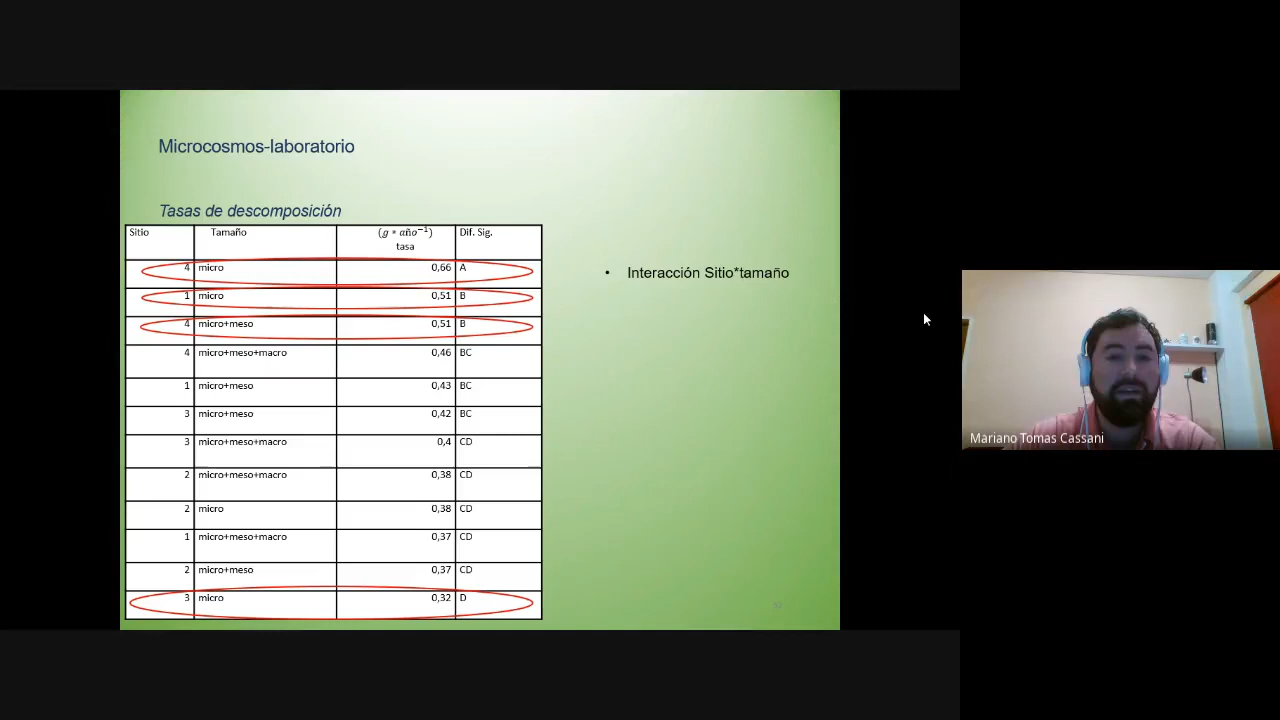 Microcosmos-laboratorio
Tasas de descomposición
Sitio Tamaño (g * año⁻¹) tasa Dif. Sig.
4 micro 0,66 A
1 micro 0,51 B
4 micro+meso 0,51 B
4 micro+meso+macro 0,46 BC
1 micro+meso 0,43 BC
3 micro+meso 0,42 BC
3 micro+meso+macro 0,4 CD
2 micro+meso+macro 0,38 CD
2 micro 0,38 CD
1 micro+meso+macro 0,37 CD
2 micro+meso 0,37 CD
3 micro 0,32 D
• Interacción Sitio*tamaño
Mariano Tomas Cassani